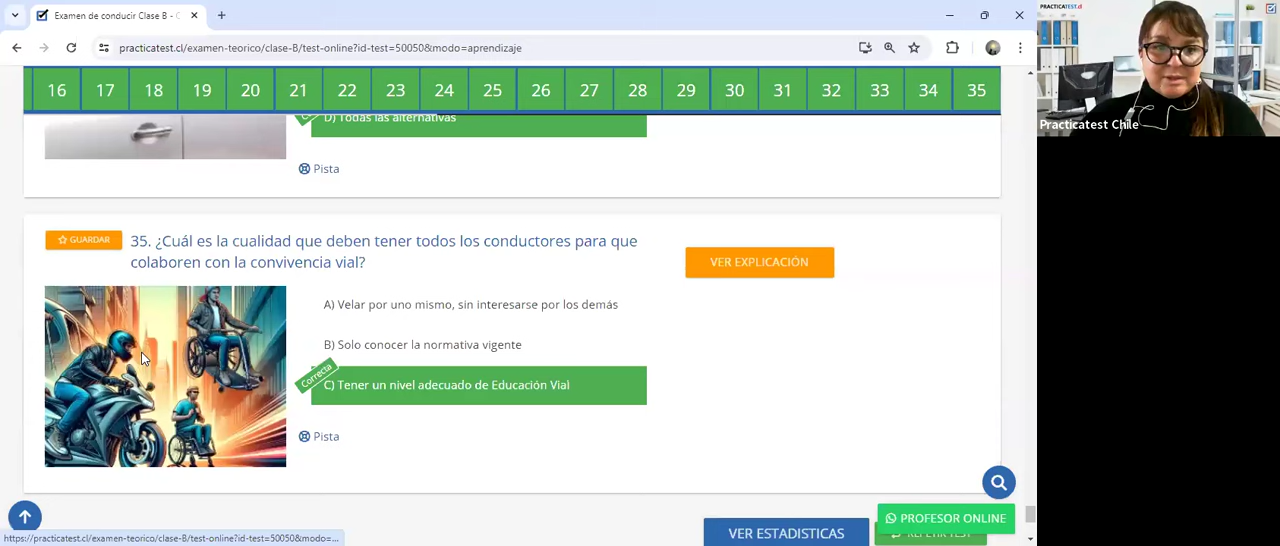 Examen de conducir Clase B - C
practicatest.cl/examen-teorico/clase-B/test-online?id-test=50050&modo=aprendizaje
PRACTICATEST.cl
Practicatest Chile
16 17 18 19 20 21 22 23 24 25 26 27 28 29 30 31 32 33 34 35
D) Todas las alternativas
Pista
GUARDAR
35. ¿Cuál es la cualidad que deben tener todos los conductores para que
colaboren con la convivencia vial?
VER EXPLICACIÓN
A) Velar por uno mismo, sin interesarse por los demás
B) Solo conocer la normativa vigente
Correcta
C) Tener un nivel adecuado de Educación Vial
Pista
PROFESOR ONLINE
VER ESTADISTICAS
REPETIR TEST
https://practicatest.cl/examen-teorico/clase-B/test-online?id-test=50050&modo=...